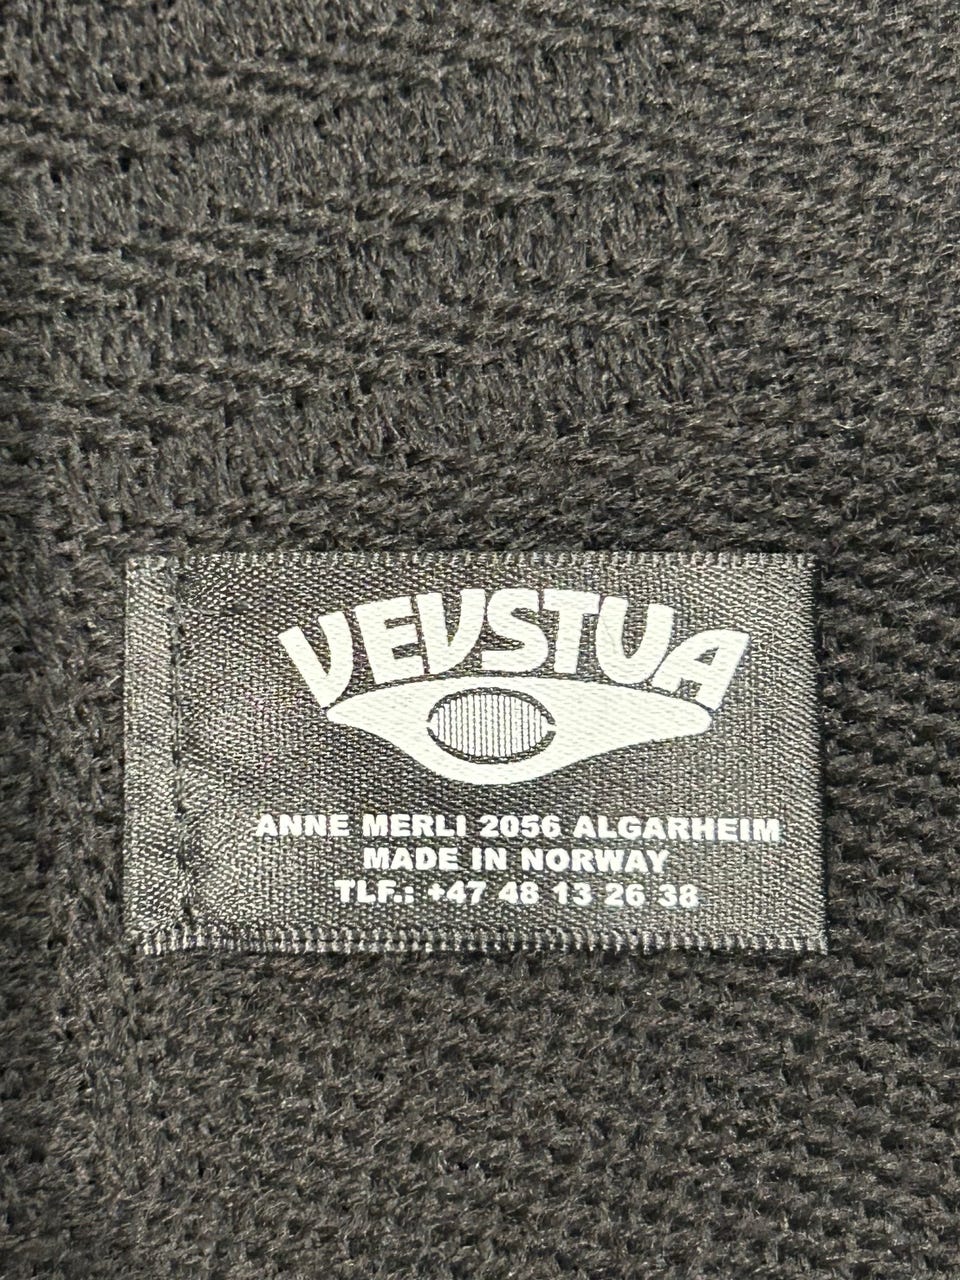 VEVSTUA
ANNE MERLI 2056 ALGARHEIM
MADE IN NORWAY
TLF.: +47 48 13 26 38